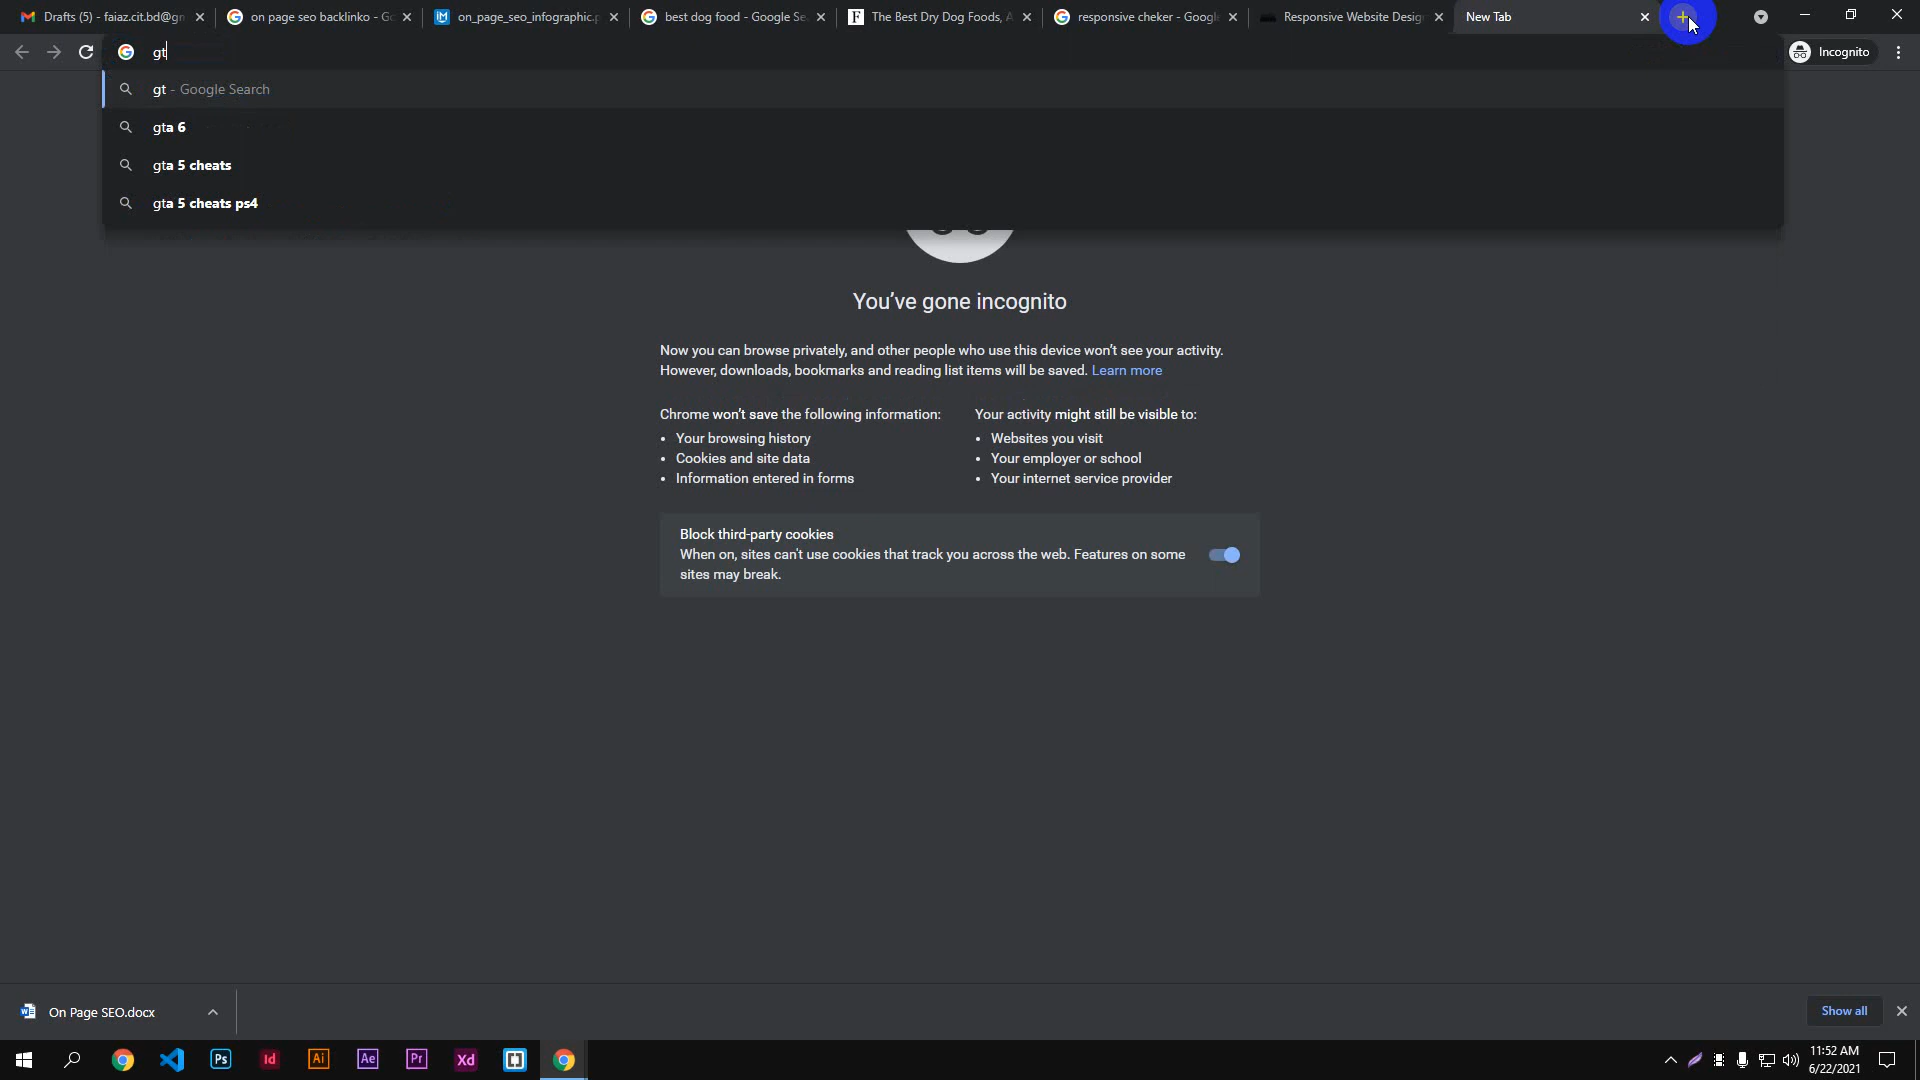 Drafts (5) - faiaz.cit.bd@gm
on page seo backlinko - Go
on_page_seo_infographic.p
best dog food - Google Se
The Best Dry Dog Foods, A
responsive cheker - Google
Responsive Website Design
New Tab
gt
Incognito
gt - Google Search
gta 6
gta 5 cheats
gta 5 cheats ps4
You've gone incognito
Now you can browse privately, and other people who use this device won't see your activity.
However, downloads, bookmarks and reading list items will be saved. Learn more
Chrome won't save the following information:
Your browsing history
Cookies and site data
Information entered in forms
Your activity might still be visible to:
Websites you visit
Your employer or school
Your internet service provider
Block third-party cookies
When on, sites can't use cookies that track you across the web. Features on some
sites may break.
On Page SEO.docx
Show all
Ps
Id
Ai
Ae
Pr
Xd
11:52 AM
6/22/2021